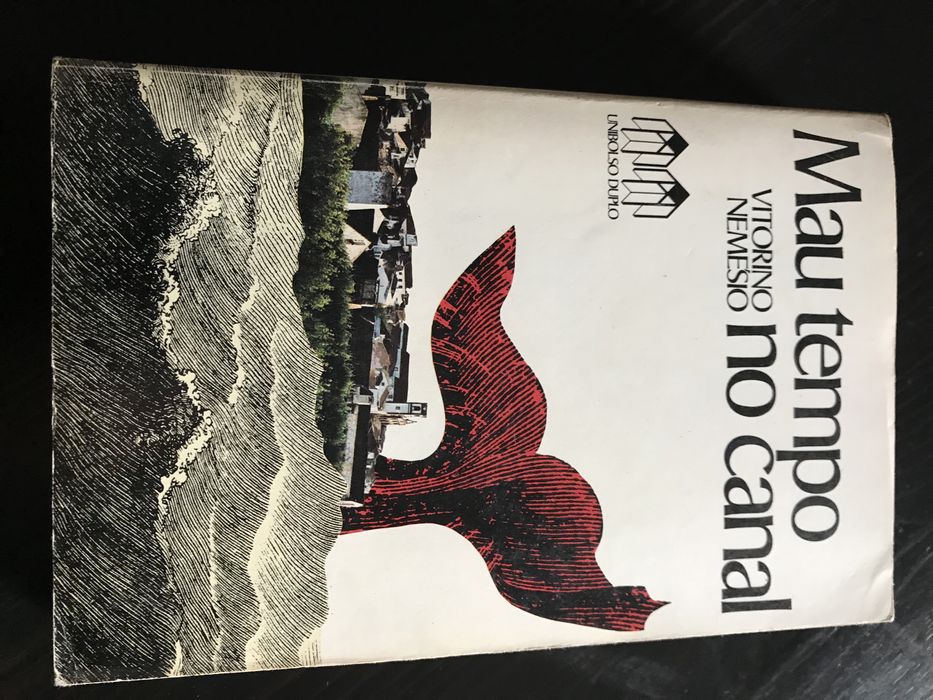 Mau tempo
VITORINO
NEMÉSIO
no canal
UNIBOLSO DUPLO